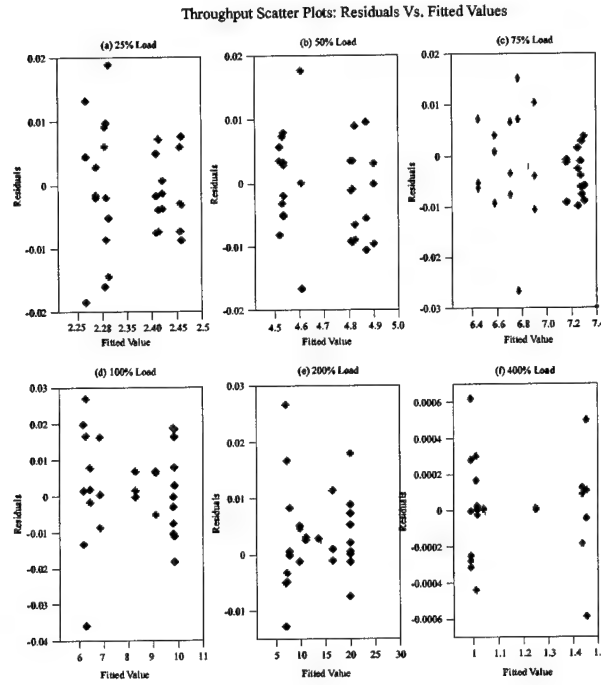 Throughput Scatter Plots: Residuals Vs. Fitted Values
(a) 25% Load
(b) 50% Load
(c) 75% Load
Residuals
0.02
0.01
0
-0.01
-0.02
2.25 2.28 2.35 2.4 2.46 2.5
Fitted Value
Residuals
0.02
0.01
0
-0.01
-0.02
4.5 4.6 4.7 4.8 4.9 5.0
Fitted Value
Residuals
0.02
0.01
0
-0.01
-0.02
-0.03
6.4 6.6 6.8 7.0 7.2 7.4
Fitted Value
(d) 100% Load
(e) 200% Load
(f) 400% Load
Residuals
0.03
0.02
0.01
0
-0.01
-0.02
-0.03
-0.04
6 7 8 9 10 11
Fitted Value
Residuals
0.03
0.02
0.01
0
-0.01
5 10 15 20 25 30
Fitted Value
Residuals
0.0006
0.0004
0.0002
0
-0.0002
-0.0004
-0.0006
1 1.1 1.2 1.3 1.4 1.
Fitted Value